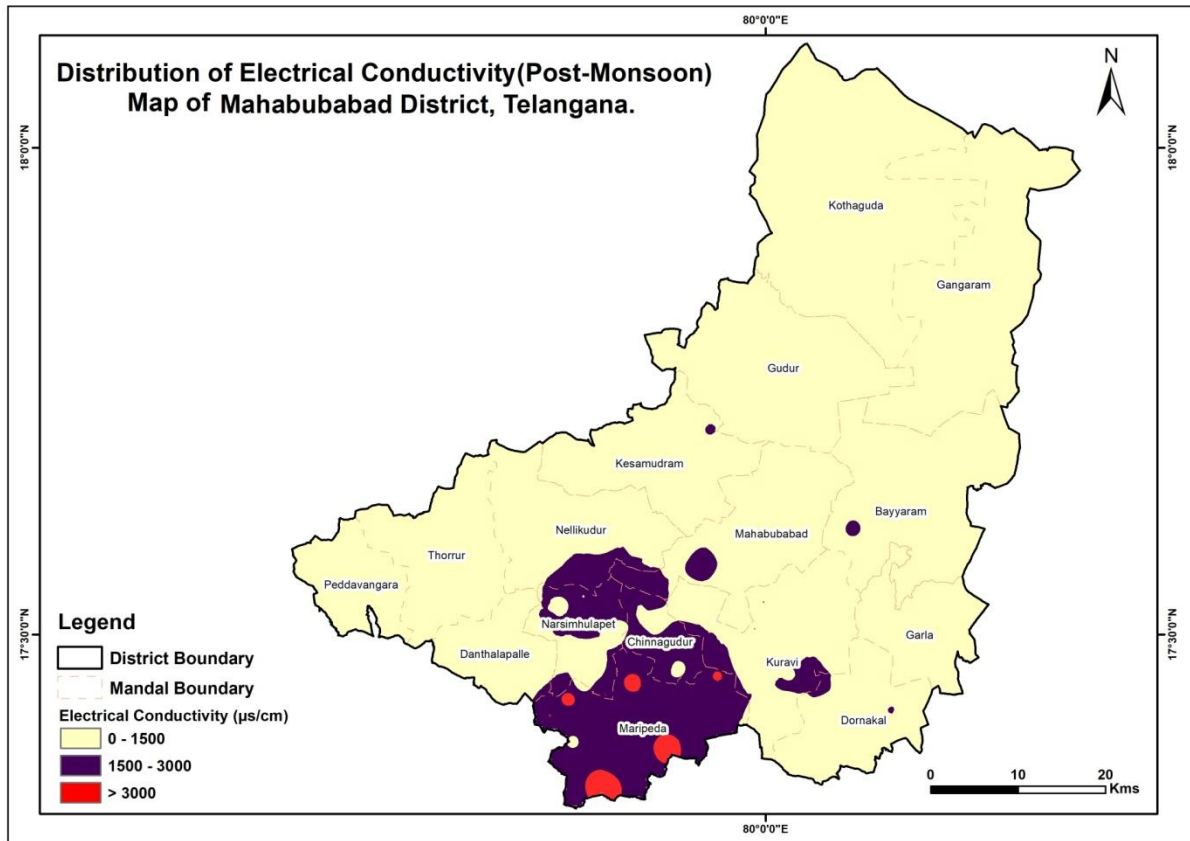 80°0'0"E
Distribution of Electrical Conductivity(Post-Monsoon)
Map of Mahabubabad District, Telangana.
N
18°0'0"N
18°0'0"N
Kothaguda
Gangaram
Gudur
Kesamudram
Bayyaram
Nellikudur
Mahabubabad
Thorrur
Peddavangara
Narsimhulapet
17°30'0"N
17°30'0"N
Chinnagudur
Garla
Danthalapalle
Kuravi
Dornakal
Maripeda
Legend
District Boundary
Mandal Boundary
Electrical Conductivity (µs/cm)
0 - 1500
1500 - 3000
> 3000
0 10 20
Kms
80°0'0"E